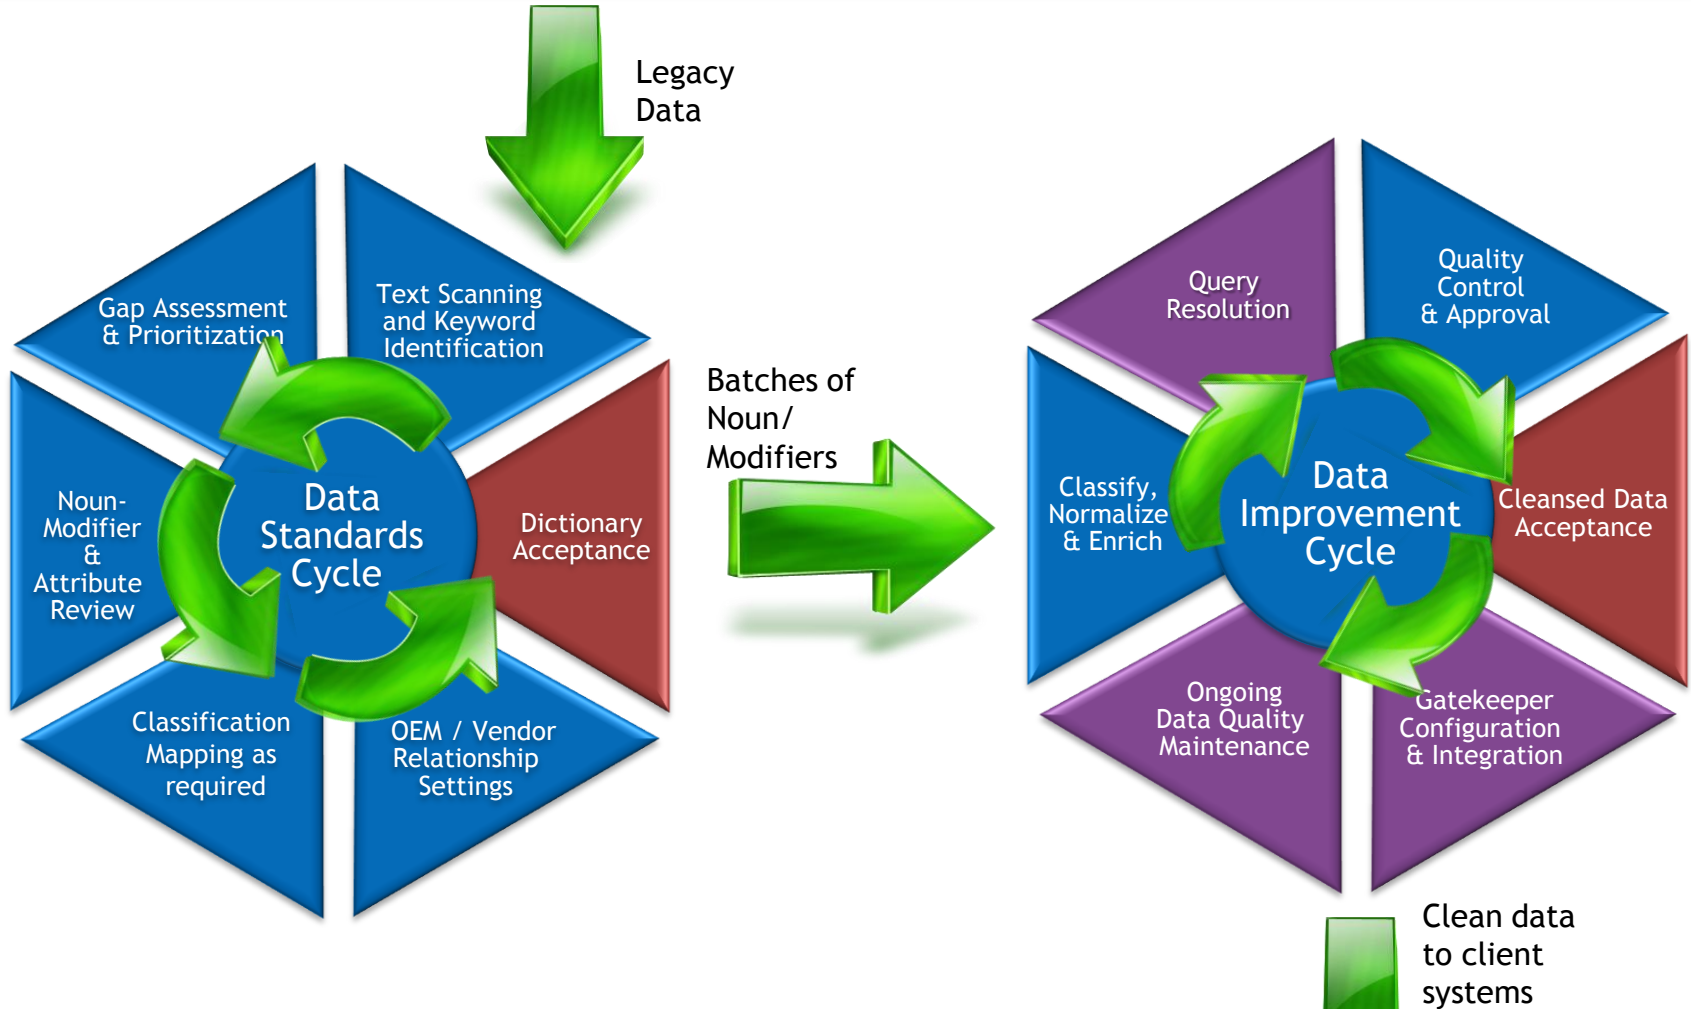 Legacy
Data
Gap Assessment
& Prioritization
Text Scanning
and Keyword
Identification
Noun-
Modifier
&
Attribute
Review
Data
Standards
Cycle
Dictionary
Acceptance
Classification
Mapping as
required
OEM / Vendor
Relationship
Settings
Batches of
Noun/
Modifiers
Query
Resolution
Quality
Control
& Approval
Classify,
Normalize
& Enrich
Data
Improvement
Cycle
Cleansed Data
Acceptance
Ongoing
Data Quality
Maintenance
Gatekeeper
Configuration
& Integration
Clean data
to client
systems